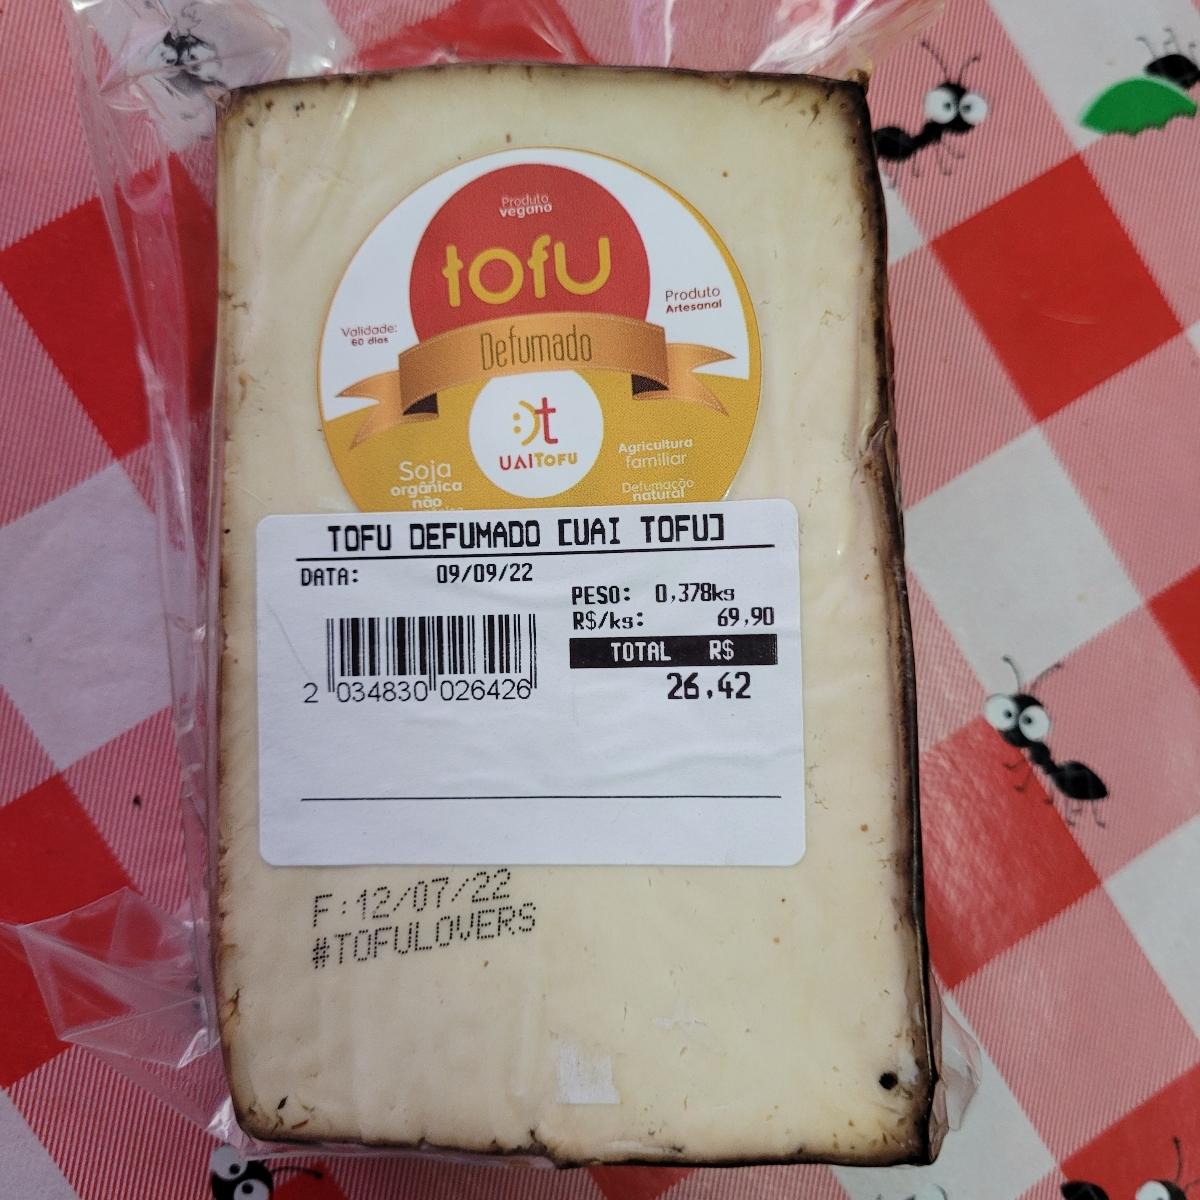 Produto
vegano
tofu
Produto
Artesanal
Validade:
60 dias
Defumado
:)t
UAITOFU
Soja
orgânica
não
Agricultura
familiar
Defumação
natural
TOFU DEFUMADO [UAI TOFU]
DATA: 09/09/22
PESO: 0,378kg
R$/kg: 69,90
TOTAL R$
26,42
2 034830 026426
F:12/07/22
#TOFULOVERS